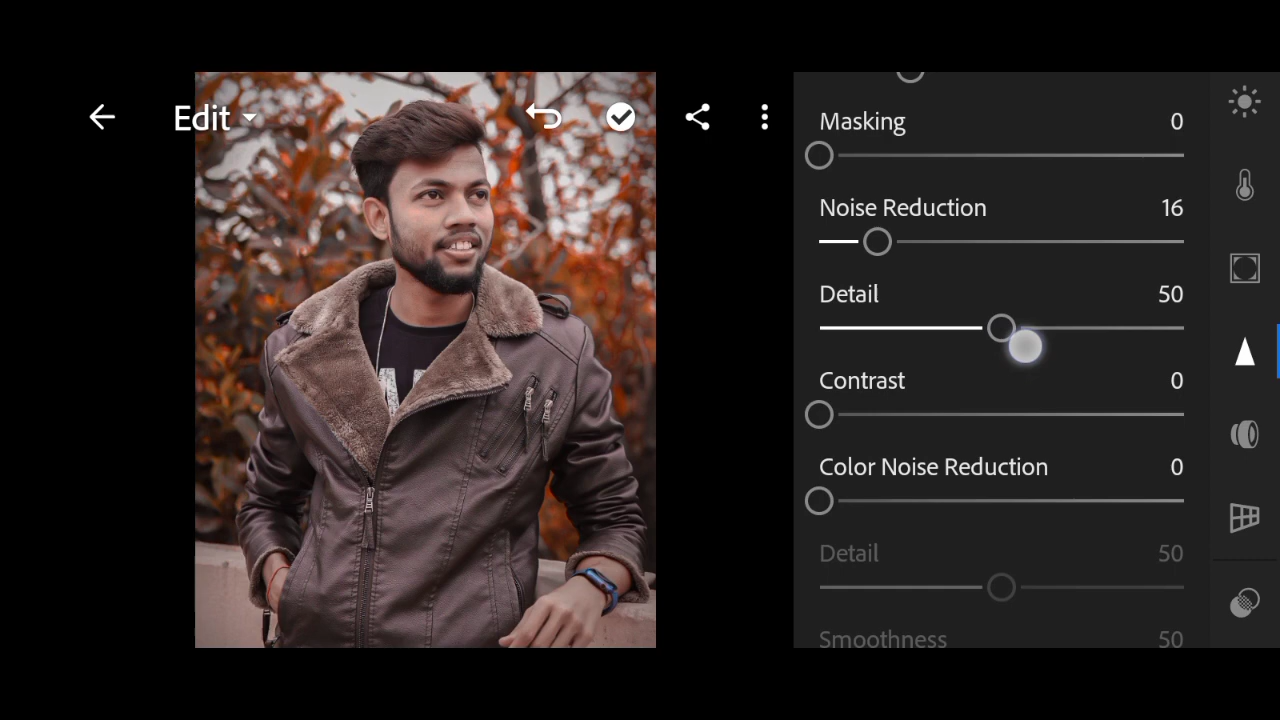 Edit
Masking 0
Noise Reduction 16
Detail 50
Contrast 0
Color Noise Reduction 0
Detail 50
Smoothness 50